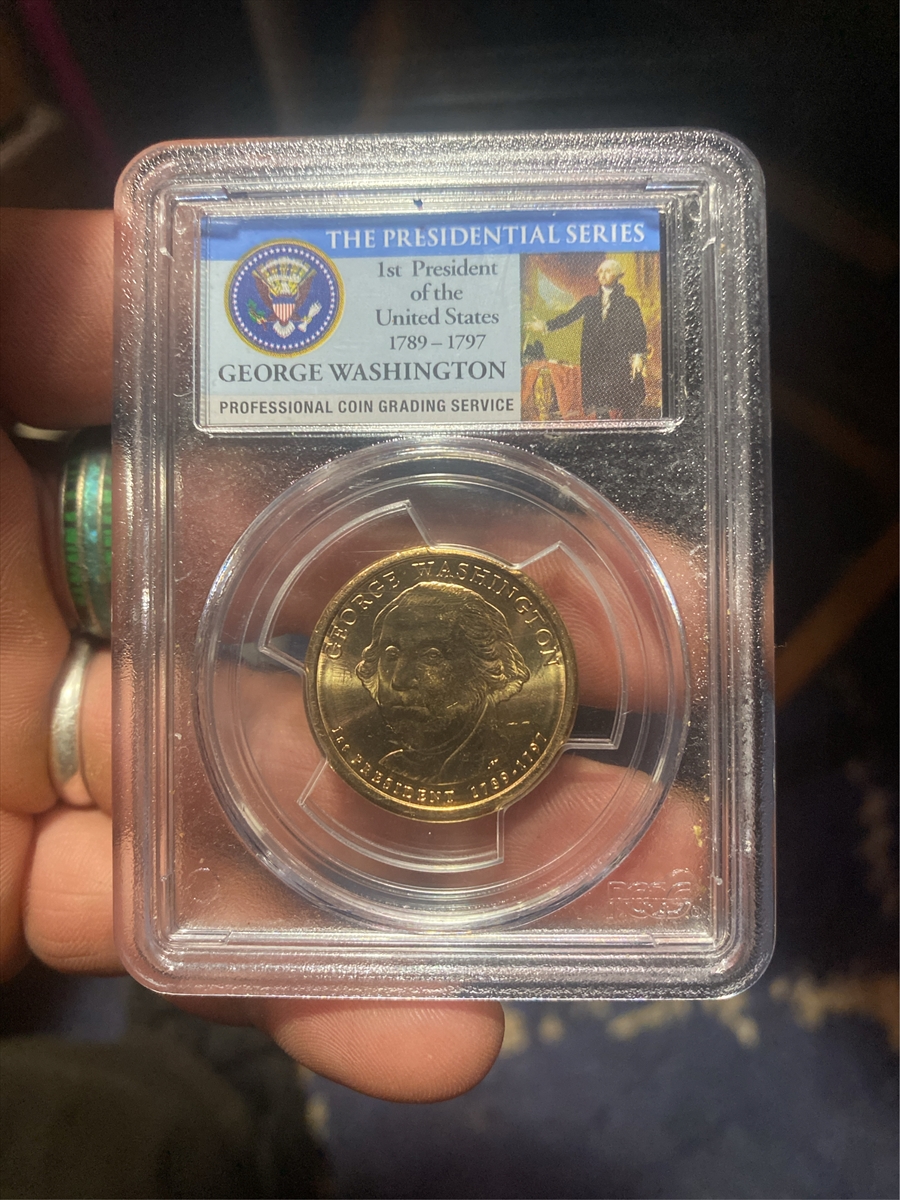 THE PRESIDENTIAL SERIES
1st President
of the
United States
1789 – 1797
GEORGE WASHINGTON
PROFESSIONAL COIN GRADING SERVICE
GEORGE WASHINGTON
1st PRESIDENT 1789-1797